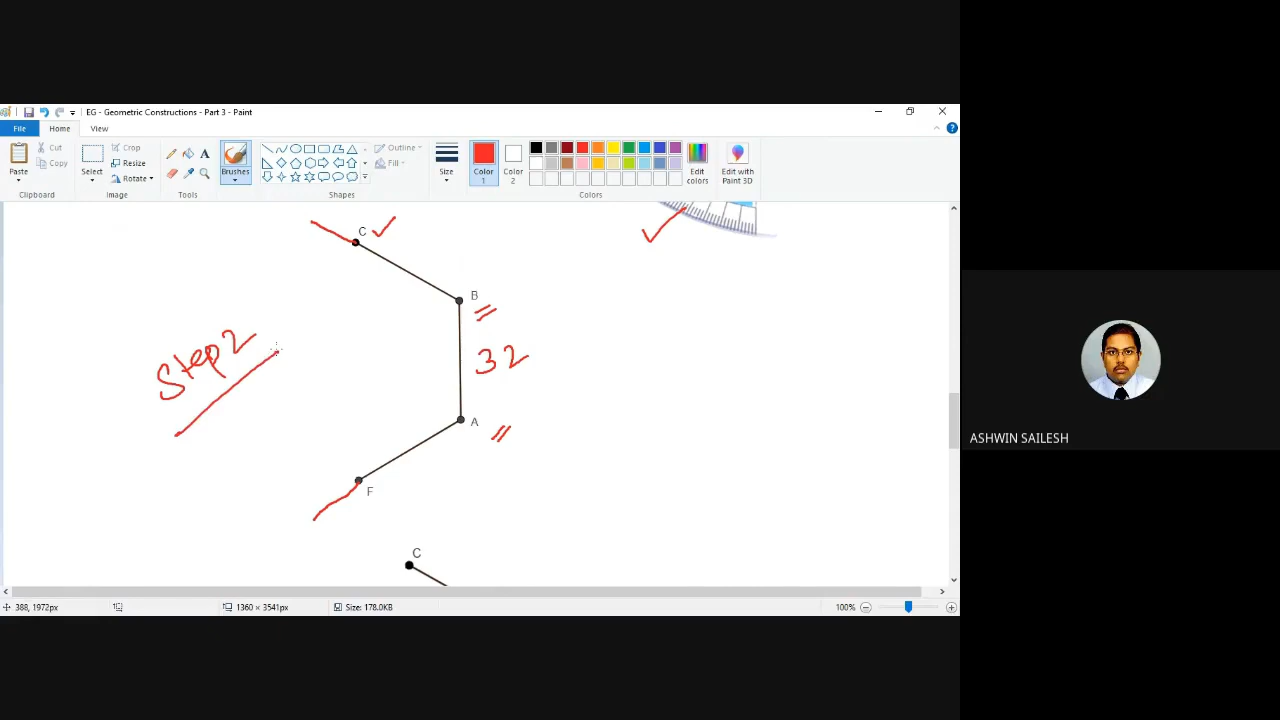 EG - Geometric Constructions - Part 3 - Paint
File Home View
Paste
Cut
Copy
Clipboard
Select
Crop
Resize
Rotate
Image
A
Tools
Brushes
Outline
Fill
Shapes
Size
Color 1
Color 2
Edit colors
Edit with Paint 3D
Colors
C
B
Step 2
32
A
F
C
ASHWIN SAILESH
388, 1972px
1360 × 3541px
Size: 178.0KB
100%